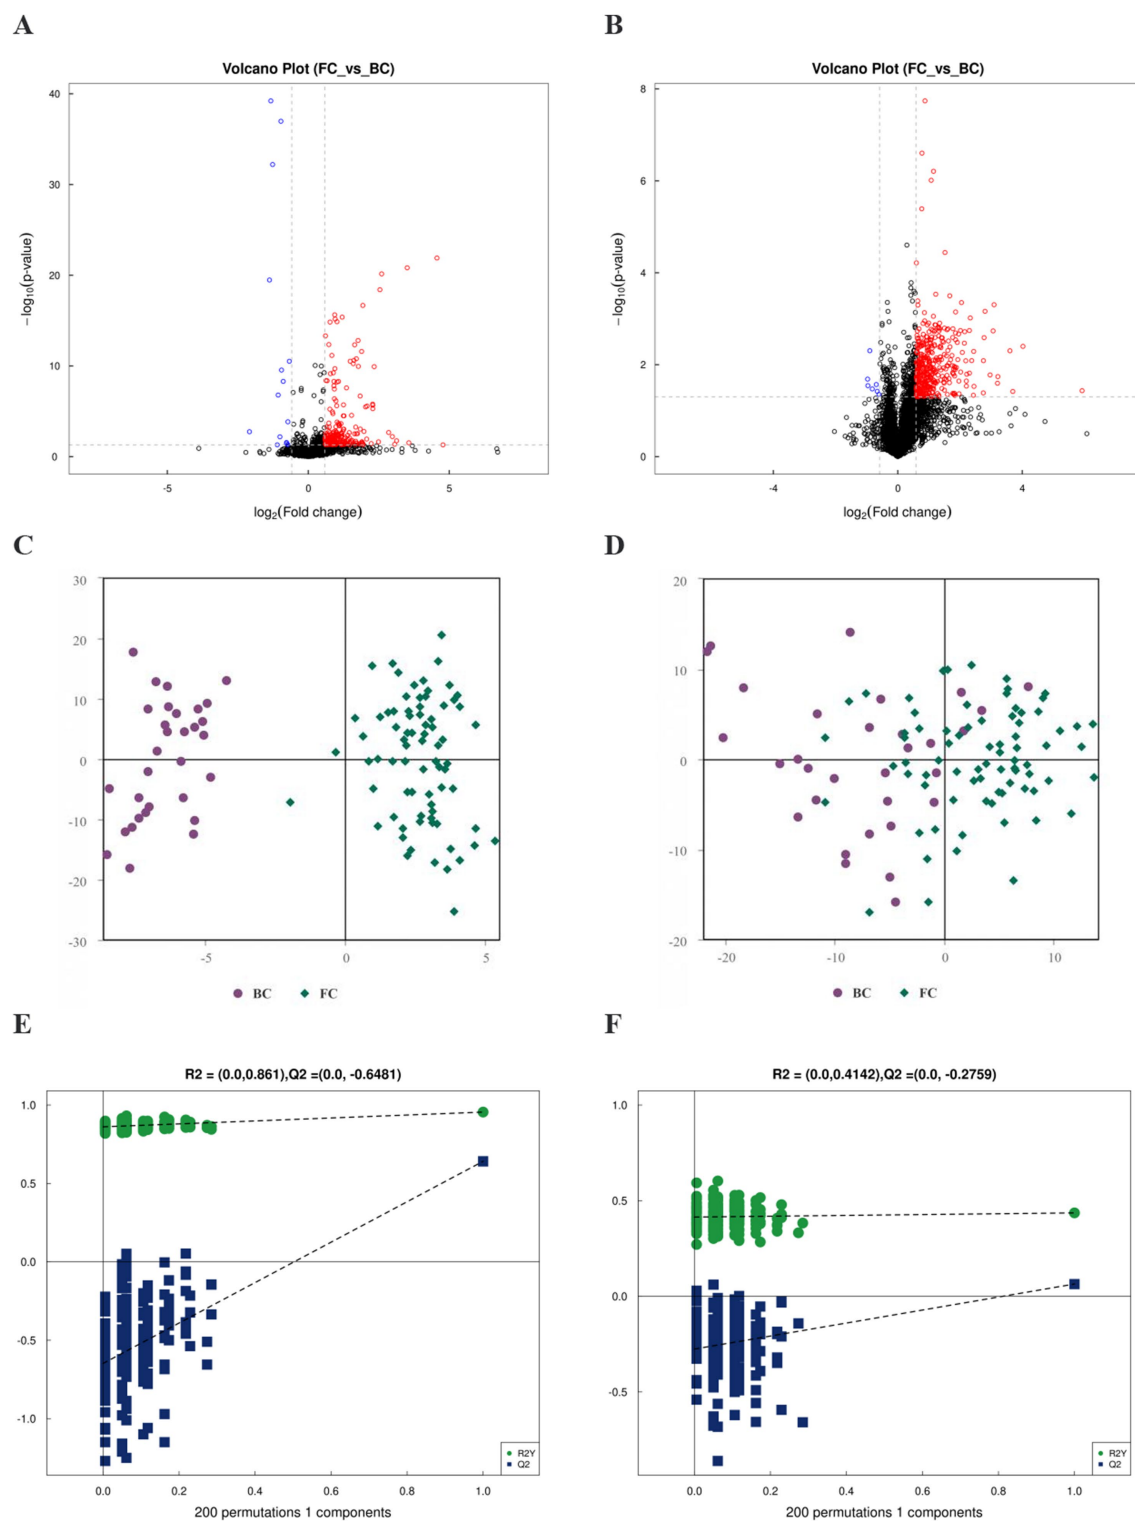 A
B
Volcano Plot (FC_vs_BC)
Volcano Plot (FC_vs_BC)
40
30
20
10
0
− log10(p-value)
-5
0
5
log2(Fold change)
8
6
4
2
0
− log10(p-value)
-4
0
4
log2(Fold change)
C
D
30
20
10
0
-10
-20
-30
-5
0
5
BC
FC
20
10
0
-10
-20
-20
-10
0
10
BC
FC
E
F
R2 = (0.0,0.861),Q2 =(0.0, -0.6481)
1.0
0.5
0.0
-0.5
-1.0
R2Y
Q2
0.0
0.2
0.4
0.6
0.8
1.0
200 permutations 1 components
R2 = (0.0,0.4142),Q2 =(0.0, -0.2759)
1.0
0.5
0.0
-0.5
R2Y
Q2
0.0
0.2
0.4
0.6
0.8
1.0
200 permutations 1 components